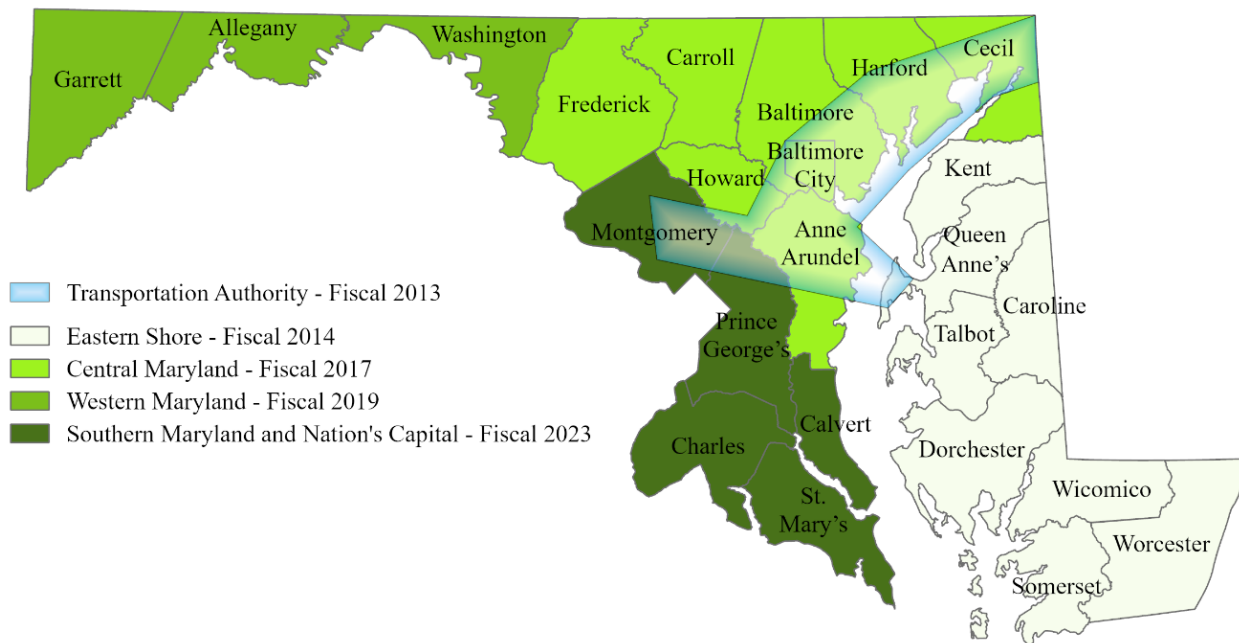 Garrett
Allegany
Washington
Frederick
Carroll
Baltimore
Harford
Cecil
Baltimore
City
Howard
Montgomery
Anne
Arundel
Kent
Queen
Anne’s
Caroline
Talbot
Prince
George’s
Calvert
Charles
St.
Mary’s
Dorchester
Wicomico
Worcester
Somerset
Transportation Authority - Fiscal 2013
Eastern Shore - Fiscal 2014
Central Maryland - Fiscal 2017
Western Maryland - Fiscal 2019
Southern Maryland and Nation's Capital - Fiscal 2023